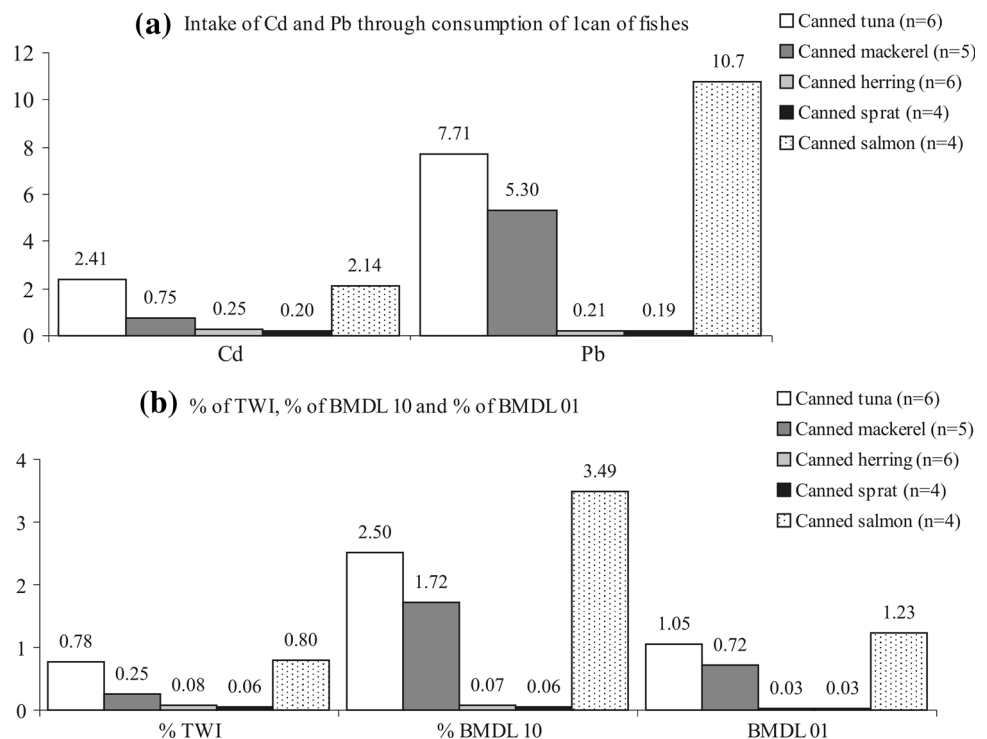 (a) Intake of Cd and Pb through consumption of 1can of fishes
Canned tuna (n=6)
Canned mackerel (n=5)
Canned herring (n=6)
Canned sprat (n=4)
Canned salmon (n=4)
12
10
8
6
4
2
0
2.41
0.75
0.25
0.20
2.14
7.71
5.30
0.21
0.19
10.7
Cd
Pb
(b) % of TWI, % of BMDL 10 and % of BMDL 01
Canned tuna (n=6)
Canned mackerel (n=5)
Canned herring (n=6)
Canned sprat (n=4)
Canned salmon (n=4)
4
3
2
1
0
0.78
0.25
0.08
0.06
0.80
2.50
1.72
0.07
0.06
3.49
1.05
0.72
0.03
0.03
1.23
% TWI
% BMDL 10
BMDL 01